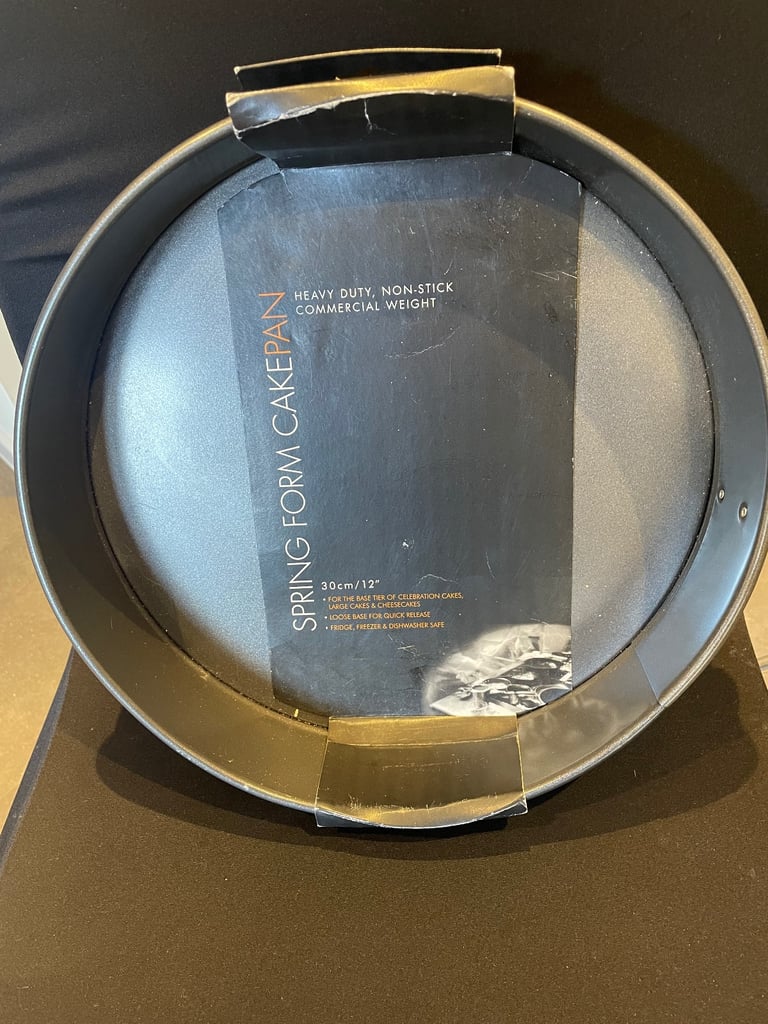 HEAVY DUTY, NON-STICK
COMMERCIAL WEIGHT
SPRING FORM CAKEPAN
30cm/12"
• FOR THE BASE TIER OF CELEBRATION CAKES,
LARGE CAKES & CHEESECAKES
• LOOSE BASE FOR QUICK RELEASE
• FRIDGE, FREEZER & DISHWASHER SAFE